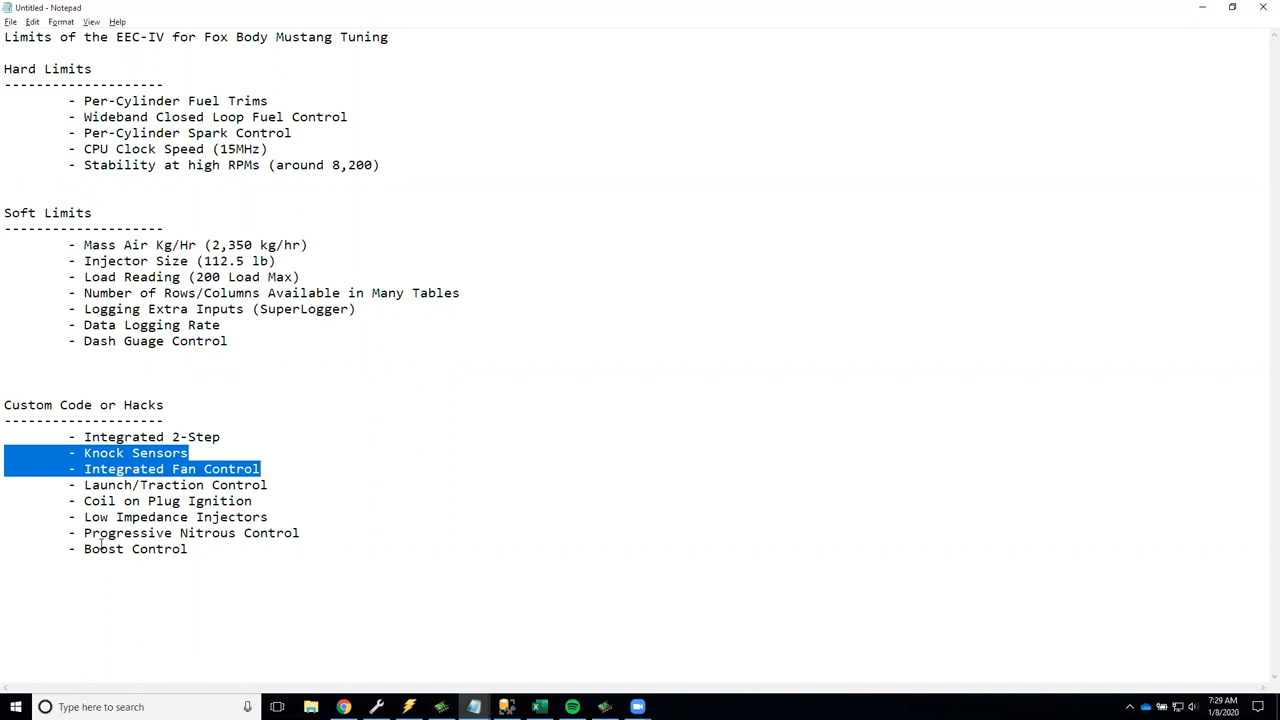 Untitled - Notepad
File Edit Format View Help
Limits of the EEC-IV for Fox Body Mustang Tuning
Hard Limits
--------------------
- Per-Cylinder Fuel Trims
- Wideband Closed Loop Fuel Control
- Per-Cylinder Spark Control
- CPU Clock Speed (15MHz)
- Stability at high RPMs (around 8,200)
Soft Limits
--------------------
- Mass Air Kg/Hr (2,350 kg/hr)
- Injector Size (112.5 lb)
- Load Reading (200 Load Max)
- Number of Rows/Columns Available in Many Tables
- Logging Extra Inputs (SuperLogger)
- Data Logging Rate
- Dash Guage Control
Custom Code or Hacks
--------------------
- Integrated 2-Step
- Knock Sensors
- Integrated Fan Control
- Launch/Traction Control
- Coil on Plug Ignition
- Low Impedance Injectors
- Progressive Nitrous Control
- Boost Control
Type here to search
7:29 AM
1/8/2020